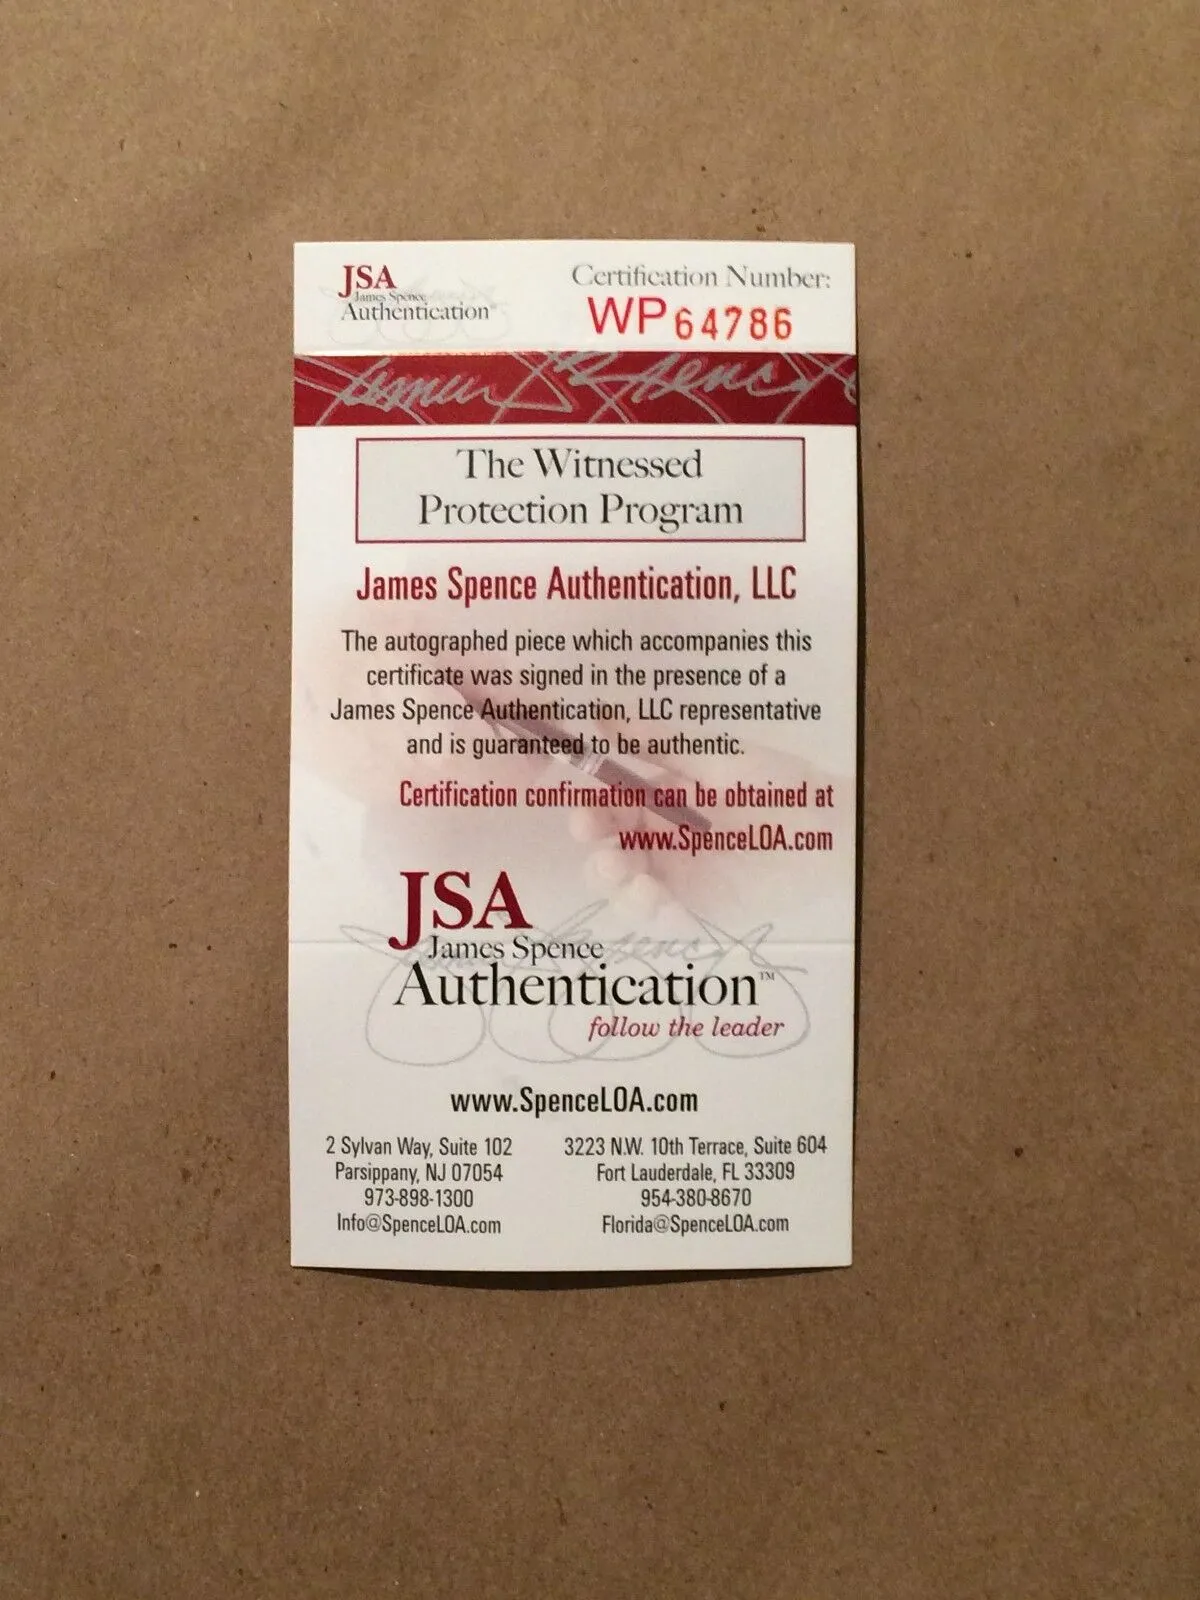 JSA
James Spence
Authentication™
Certification Number:
WP64786
James Spence
The Witnessed
Protection Program
James Spence Authentication, LLC
The autographed piece which accompanies this
certificate was signed in the presence of a
James Spence Authentication, LLC representative
and is guaranteed to be authentic.
Certification confirmation can be obtained at
www.SpenceLOA.com
JSA
James Spence
Authentication™
follow the leader
www.SpenceLOA.com
2 Sylvan Way, Suite 102
Parsippany, NJ 07054
973-898-1300
Info@SpenceLOA.com
3223 N.W. 10th Terrace, Suite 604
Fort Lauderdale, FL 33309
954-380-8670
Florida@SpenceLOA.com